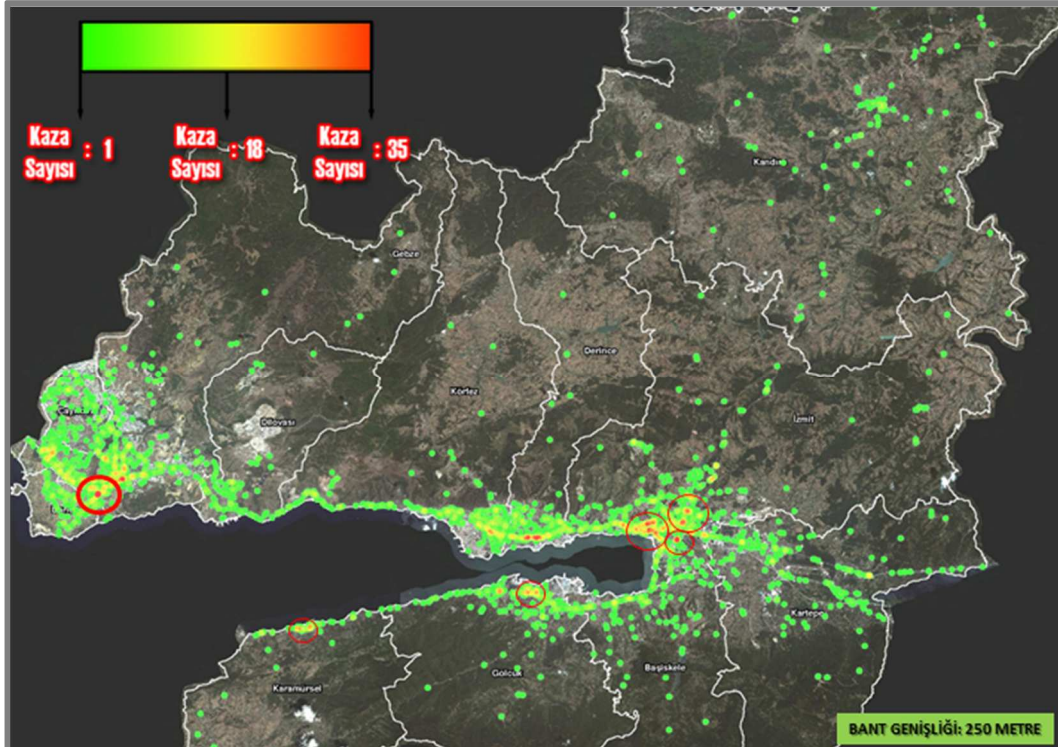 Kaza
Sayısı : 1
Kaza
Sayısı : 18
Kaza
Sayısı : 35
Kandıra
Gebze
Derince
Körfez
İzmit
Dilovası
Kartepe
Başiskele
Gölcük
Karamürsel
BANT GENİŞLİĞİ: 250 METRE